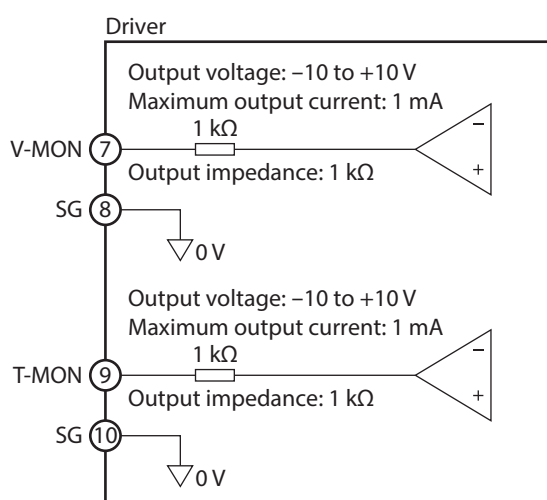 Driver
Output voltage: –10 to +10 V
Maximum output current: 1 mA
1 kΩ
V-MON 7
Output impedance: 1 kΩ
SG 8
0 V
Output voltage: –10 to +10 V
Maximum output current: 1 mA
1 kΩ
T-MON 9
Output impedance: 1 kΩ
SG 10
0 V